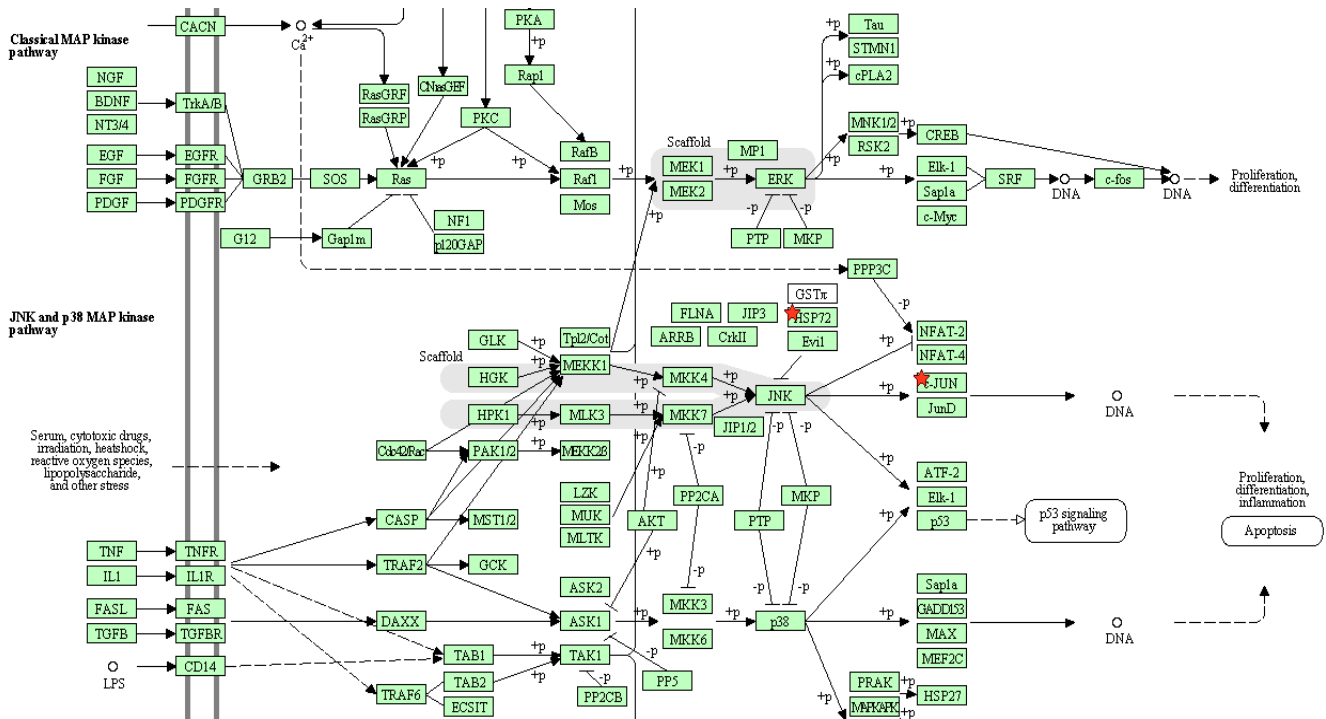 CACN
Ca2+
PKA
+p
Tau
STMN1
+p
cPLA2
Classical MAP kinase
pathway
NGF
BDNF
NT3/4
TrkA/B
RasGRF
RasGRP
CNrasGEF
Rap1
PKC
+p
+p
+p
RafB
Scaffold
MP1
MNK1/2
+p
RSK2
CREB
EGF
EGFR
FGF
FGFR
PDGF
PDGFR
GRB2
SOS
Ras
Raf1
Mos
+p
MEK1
MEK2
+p
ERK
+p
+p
+p
Elk-1
Sap1a
c-Myc
SRF
DNA
c-fos
DNA
Proliferation,
differentiation
G12
Gap1m
NF1
p120GAP
+p
-p
-p
PTP
MKP
PPP3C
-p
JNK and p38 MAP kinase
pathway
GSTπ
HSP72
Evi1
FLNA
JIP3
ARRB
CrkII
NFAT-2
NFAT-4
+p
GLK
+p
Tpl2/Cot
Scaffold
HGK
+p
+p
MEKK1
MKK4
+p
JNK
+p
c-JUN
JunD
DNA
HPK1
+p
MLK3
+p
+p
MKK7
+p
JIP1/2
-p
-p
-p
Serum, cytotoxic drugs,
irradiation, heatshock,
reactive oxygen species,
lipopolysaccharide,
and other stress
Cdc42/Rac
+p
PAK1/2
+p
MEKK2/3
LZK
MUK
MLTK
+p
AKT
+p
PP2CA
PTP
MKP
+p
ATF-2
Elk-1
p53
p53 signaling
pathway
Proliferation,
differentiation,
inflammation
Apoptosis
CASP
MST1/2
TNF
TNFR
IL1
IL1R
TRAF2
GCK
ASK2
-p
-p
-p
+p
FASL
FAS
TGFB
TGFBR
DAXX
ASK1
+p
MKK3
MKK6
+p
p38
+p
Sap1a
GADD153
MAX
MEF2C
DNA
LPS
CD14
TAB1
+p
TAK1
-p
-p
PP5
PP2CB
TRAF6
TAB2
+p
ECSIT
+p
PRAK
+p
MAPKAPK
+p
HSP27